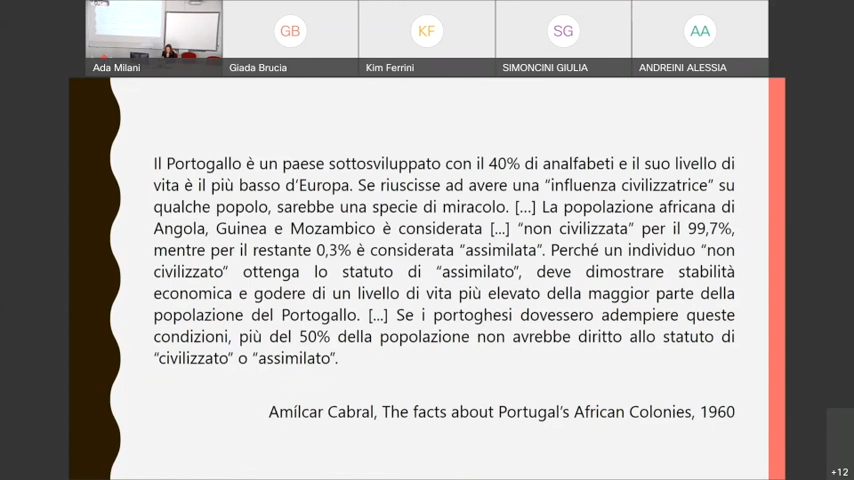 GB
KF
SG
AA
Ada Milani
Giada Brucia
Kim Ferrini
SIMONCINI GIULIA
ANDREINI ALESSIA
Il Portogallo è un paese sottosviluppato con il 40% di analfabeti e il suo livello di
vita è il più basso d'Europa. Se riuscisse ad avere una "influenza civilizzatrice" su
qualche popolo, sarebbe una specie di miracolo. [...] La popolazione africana di
Angola, Guinea e Mozambico è considerata [...] "non civilizzata" per il 99,7%,
mentre per il restante 0,3% è considerata "assimilata". Perché un individuo "non
civilizzato" ottenga lo statuto di "assimilato", deve dimostrare stabilità
economica e godere di un livello di vita più elevato della maggior parte della
popolazione del Portogallo. [...] Se i portoghesi dovessero adempiere queste
condizioni, più del 50% della popolazione non avrebbe diritto allo statuto di
"civilizzato" o "assimilato".
Amílcar Cabral, The facts about Portugal's African Colonies, 1960
+12